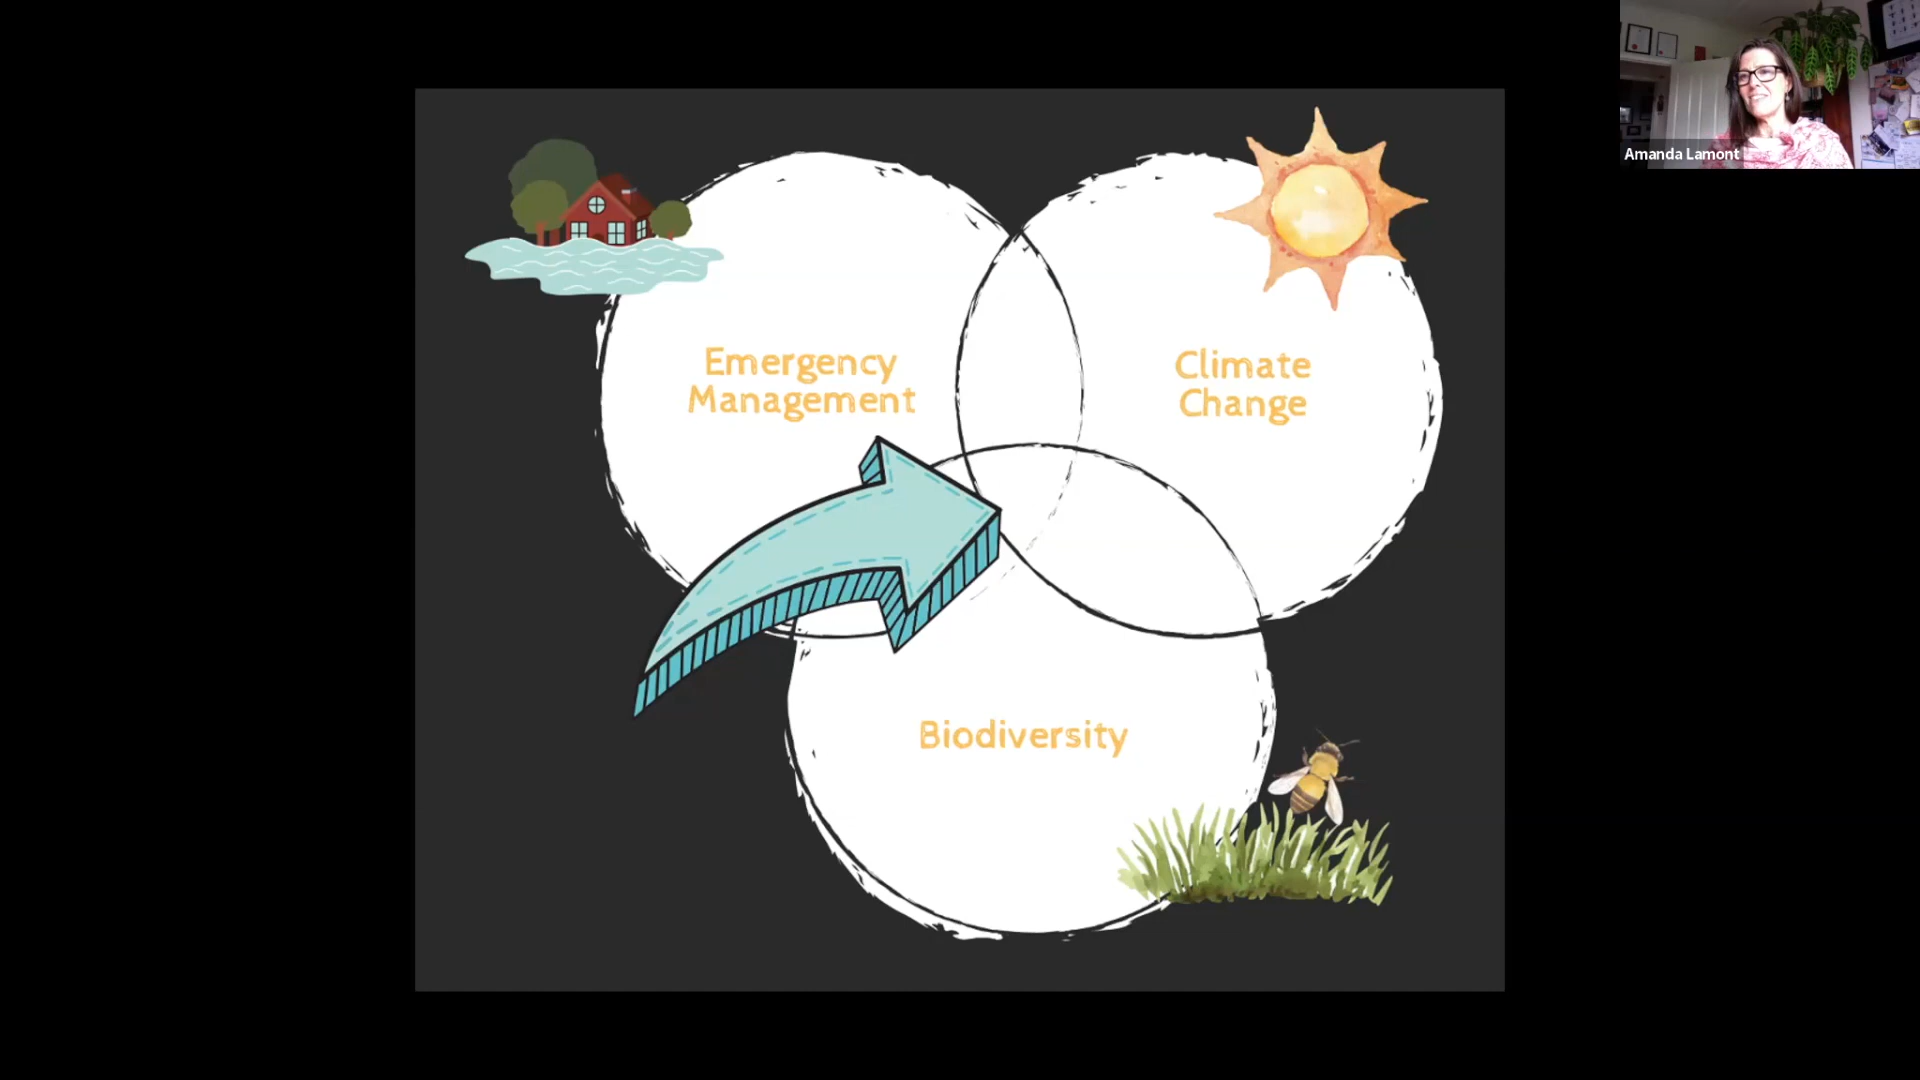 Amanda Lamont
Emergency
Management
Climate
Change
Biodiversity